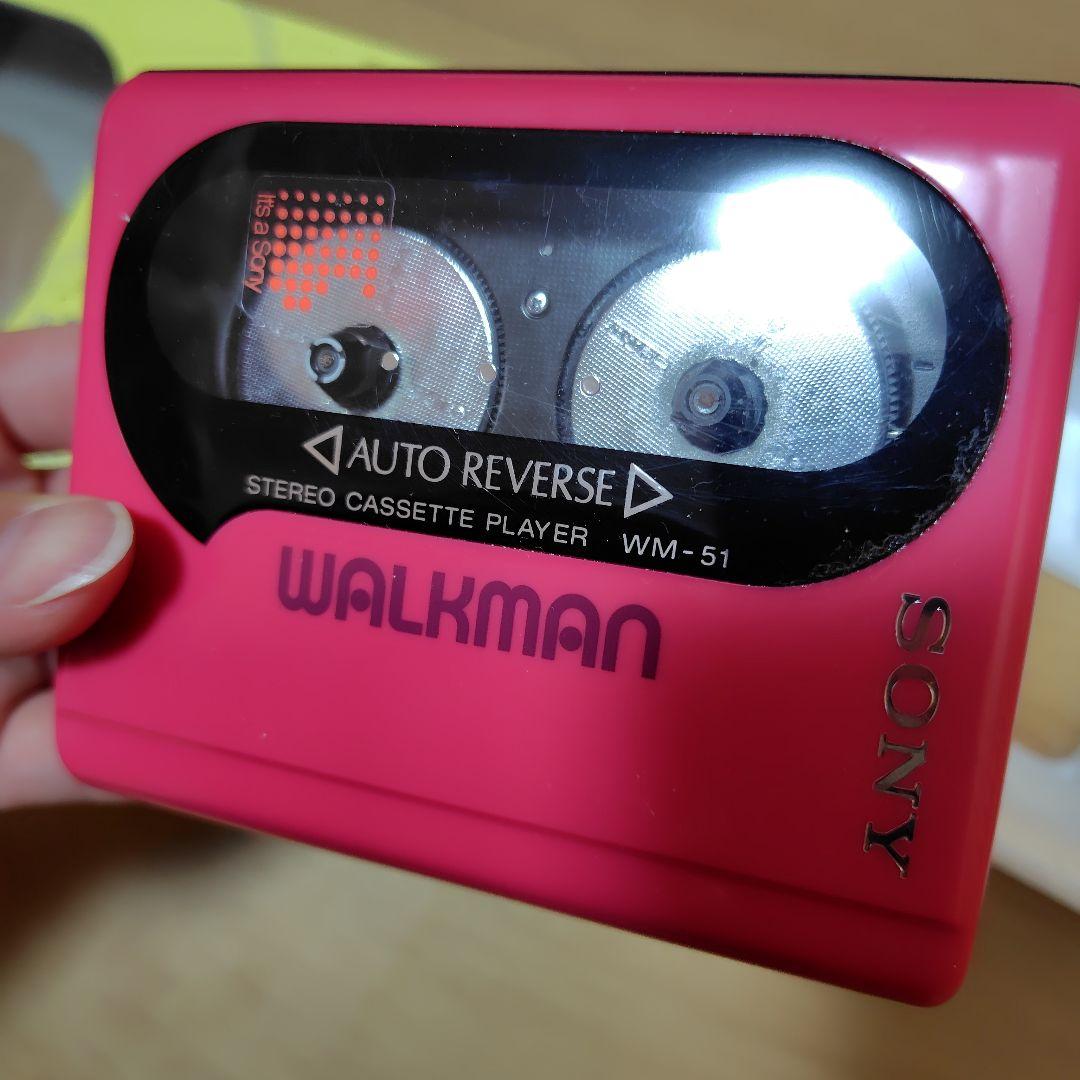 It's a Sony
AUTO REVERSE
STEREO CASSETTE PLAYER WM-51
WALKMAN
SONY